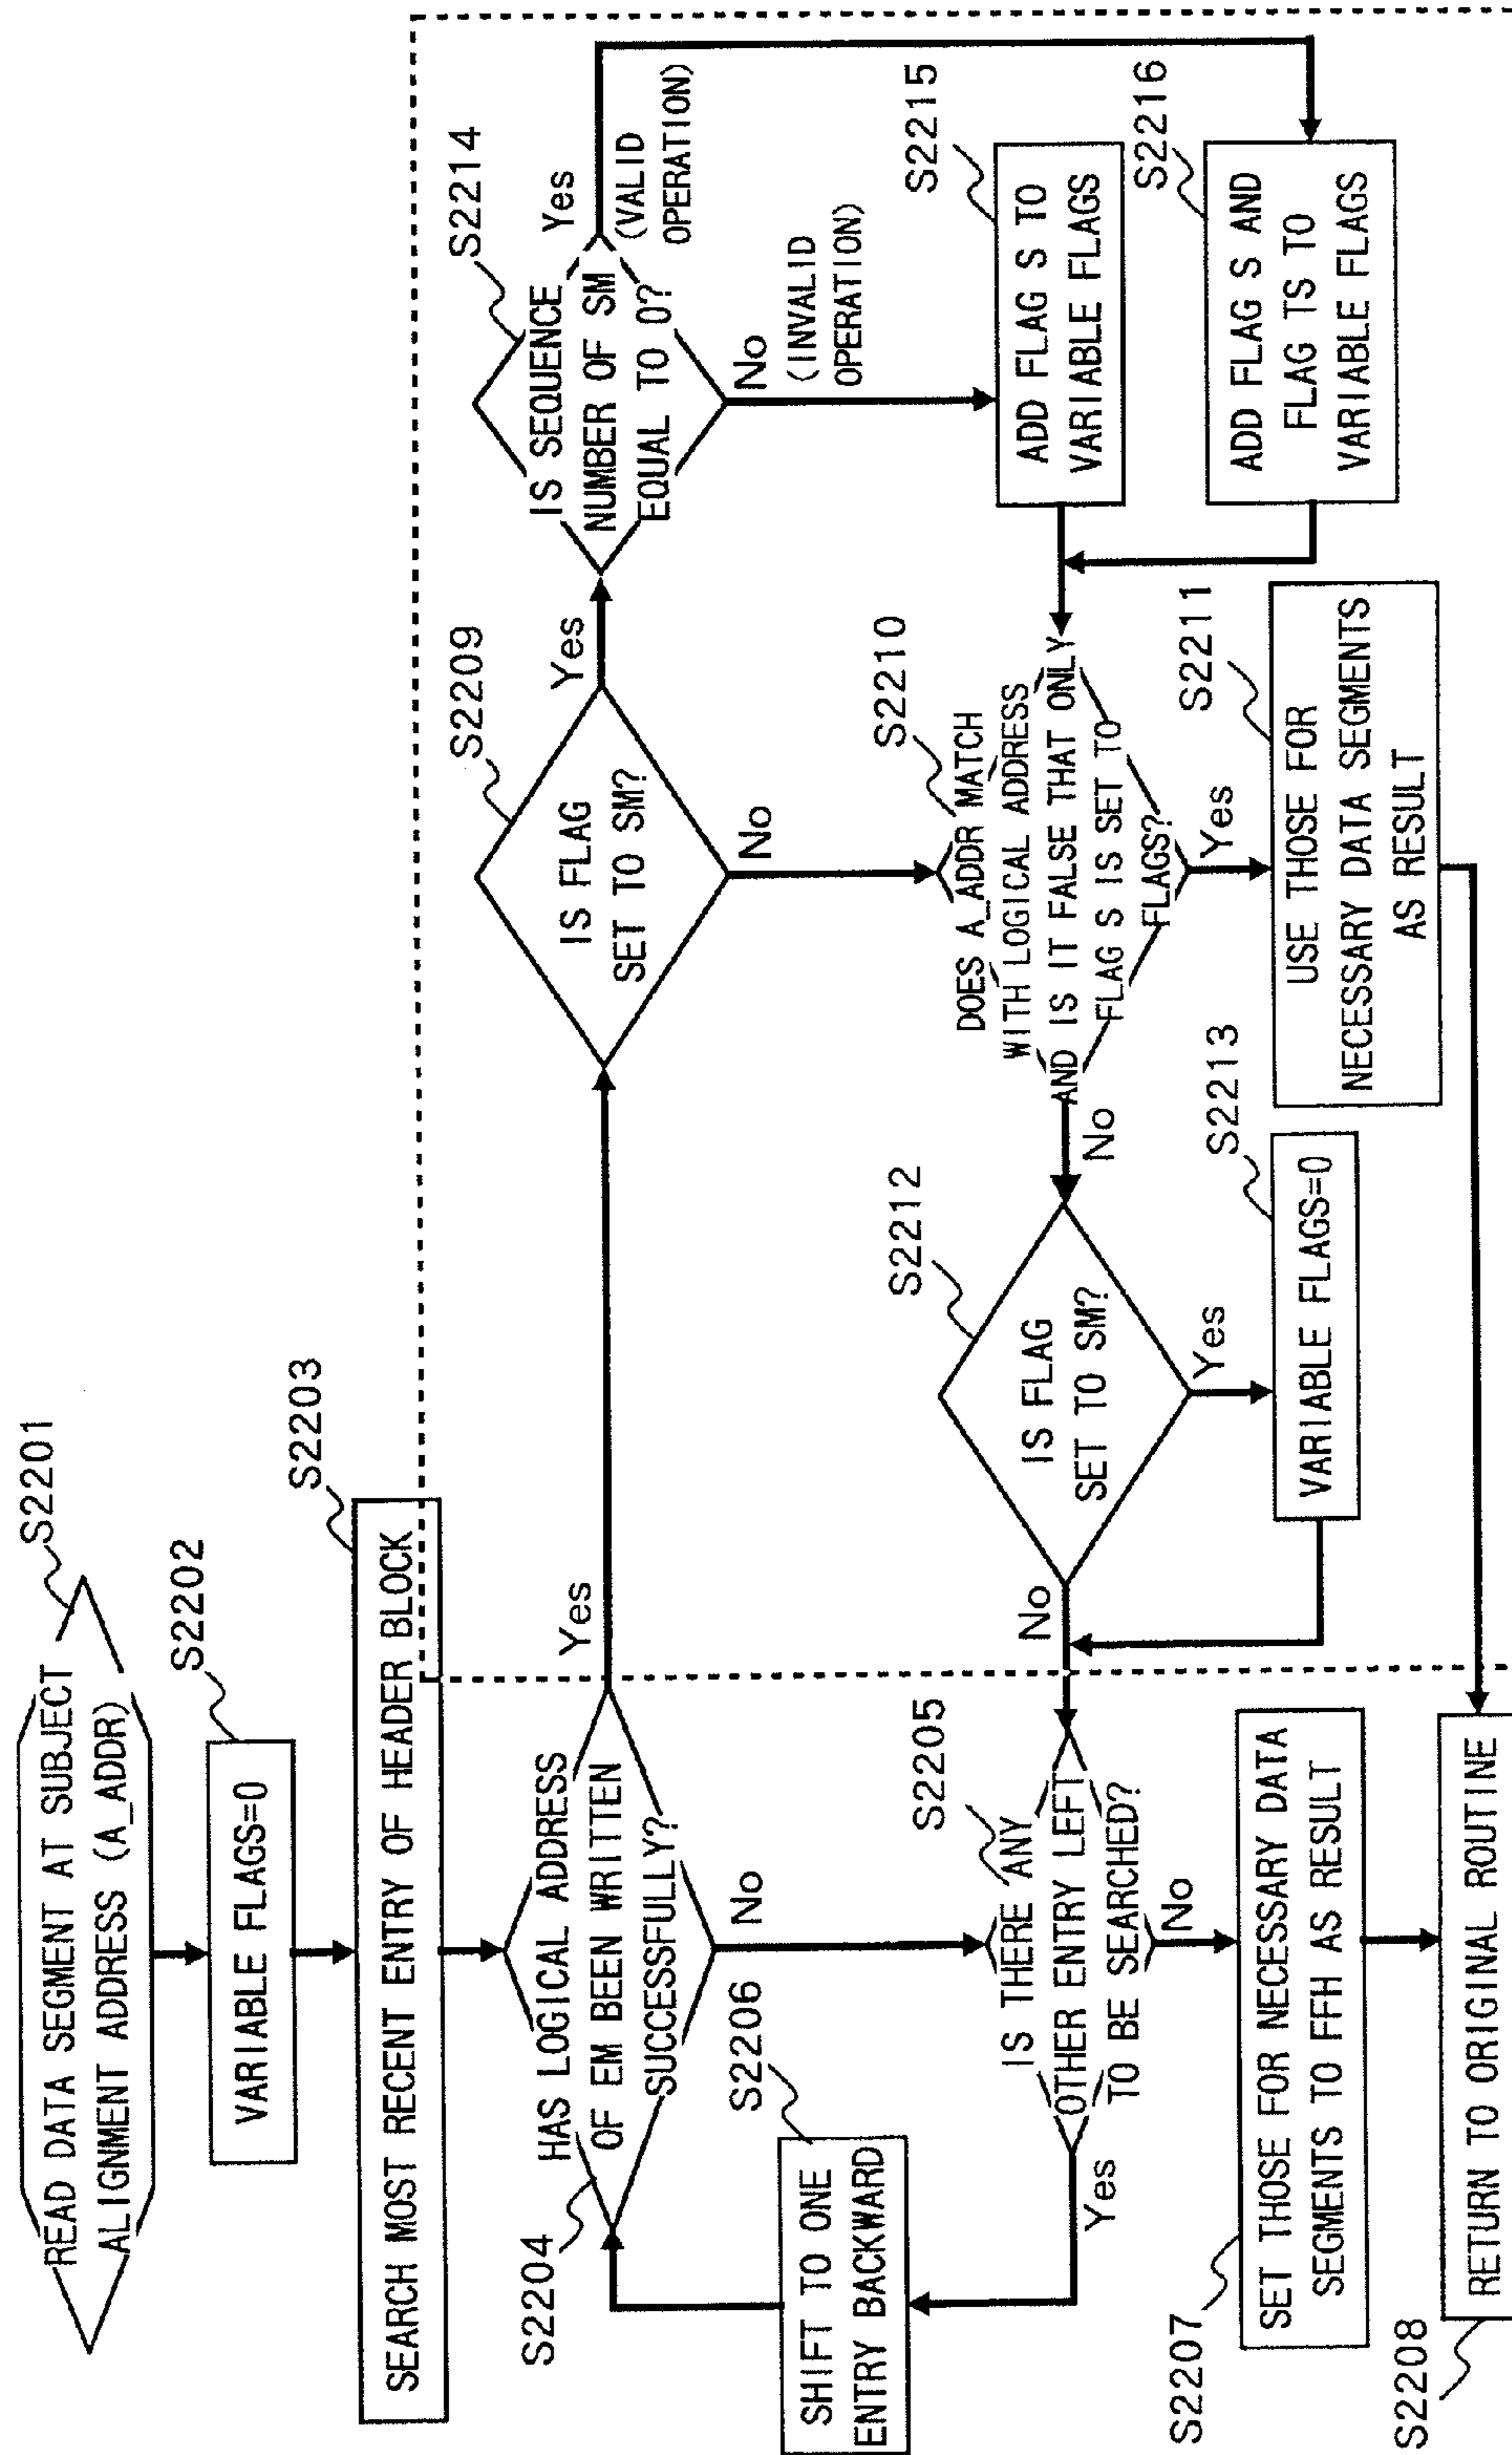 S2201
READ DATA SEGMENT AT SUBJECT
ALIGNMENT ADDRESS (A_ADDR)
S2202
VARIABLE FLAGS=0
S2203
SEARCH MOST RECENT ENTRY OF HEADER BLOCK
S2204
HAS LOGICAL ADDRESS
OF EM BEEN WRITTEN
SUCCESSFULLY?
Yes
No
S2209
IS FLAG
SET TO SM?
Yes
No
S2214
IS SEQUENCE
NUMBER OF SM
EQUAL TO 0?
Yes
(VALID
OPERATION)
No
(INVALID
OPERATION)
S2206
SHIFT TO ONE
ENTRY BACKWARD
S2205
IS THERE ANY
OTHER ENTRY LEFT
TO BE SEARCHED?
Yes
No
S2212
IS FLAG
SET TO SM?
No
Yes
S2210
DOES A_ADDR MATCH
WITH LOGICAL ADDRESS
AND IS IT FALSE THAT ONLY
FLAG S IS SET TO
FLAGS?
No
Yes
S2215
ADD FLAG S TO
VARIABLE FLAGS
S2216
ADD FLAG S AND
FLAG TS TO
VARIABLE FLAGS
S2207
SET THOSE FOR NECESSARY DATA
SEGMENTS TO FFH AS RESULT
S2213
VARIABLE FLAGS=0
S2211
USE THOSE FOR
NECESSARY DATA SEGMENTS
AS RESULT
S2208
RETURN TO ORIGINAL ROUTINE